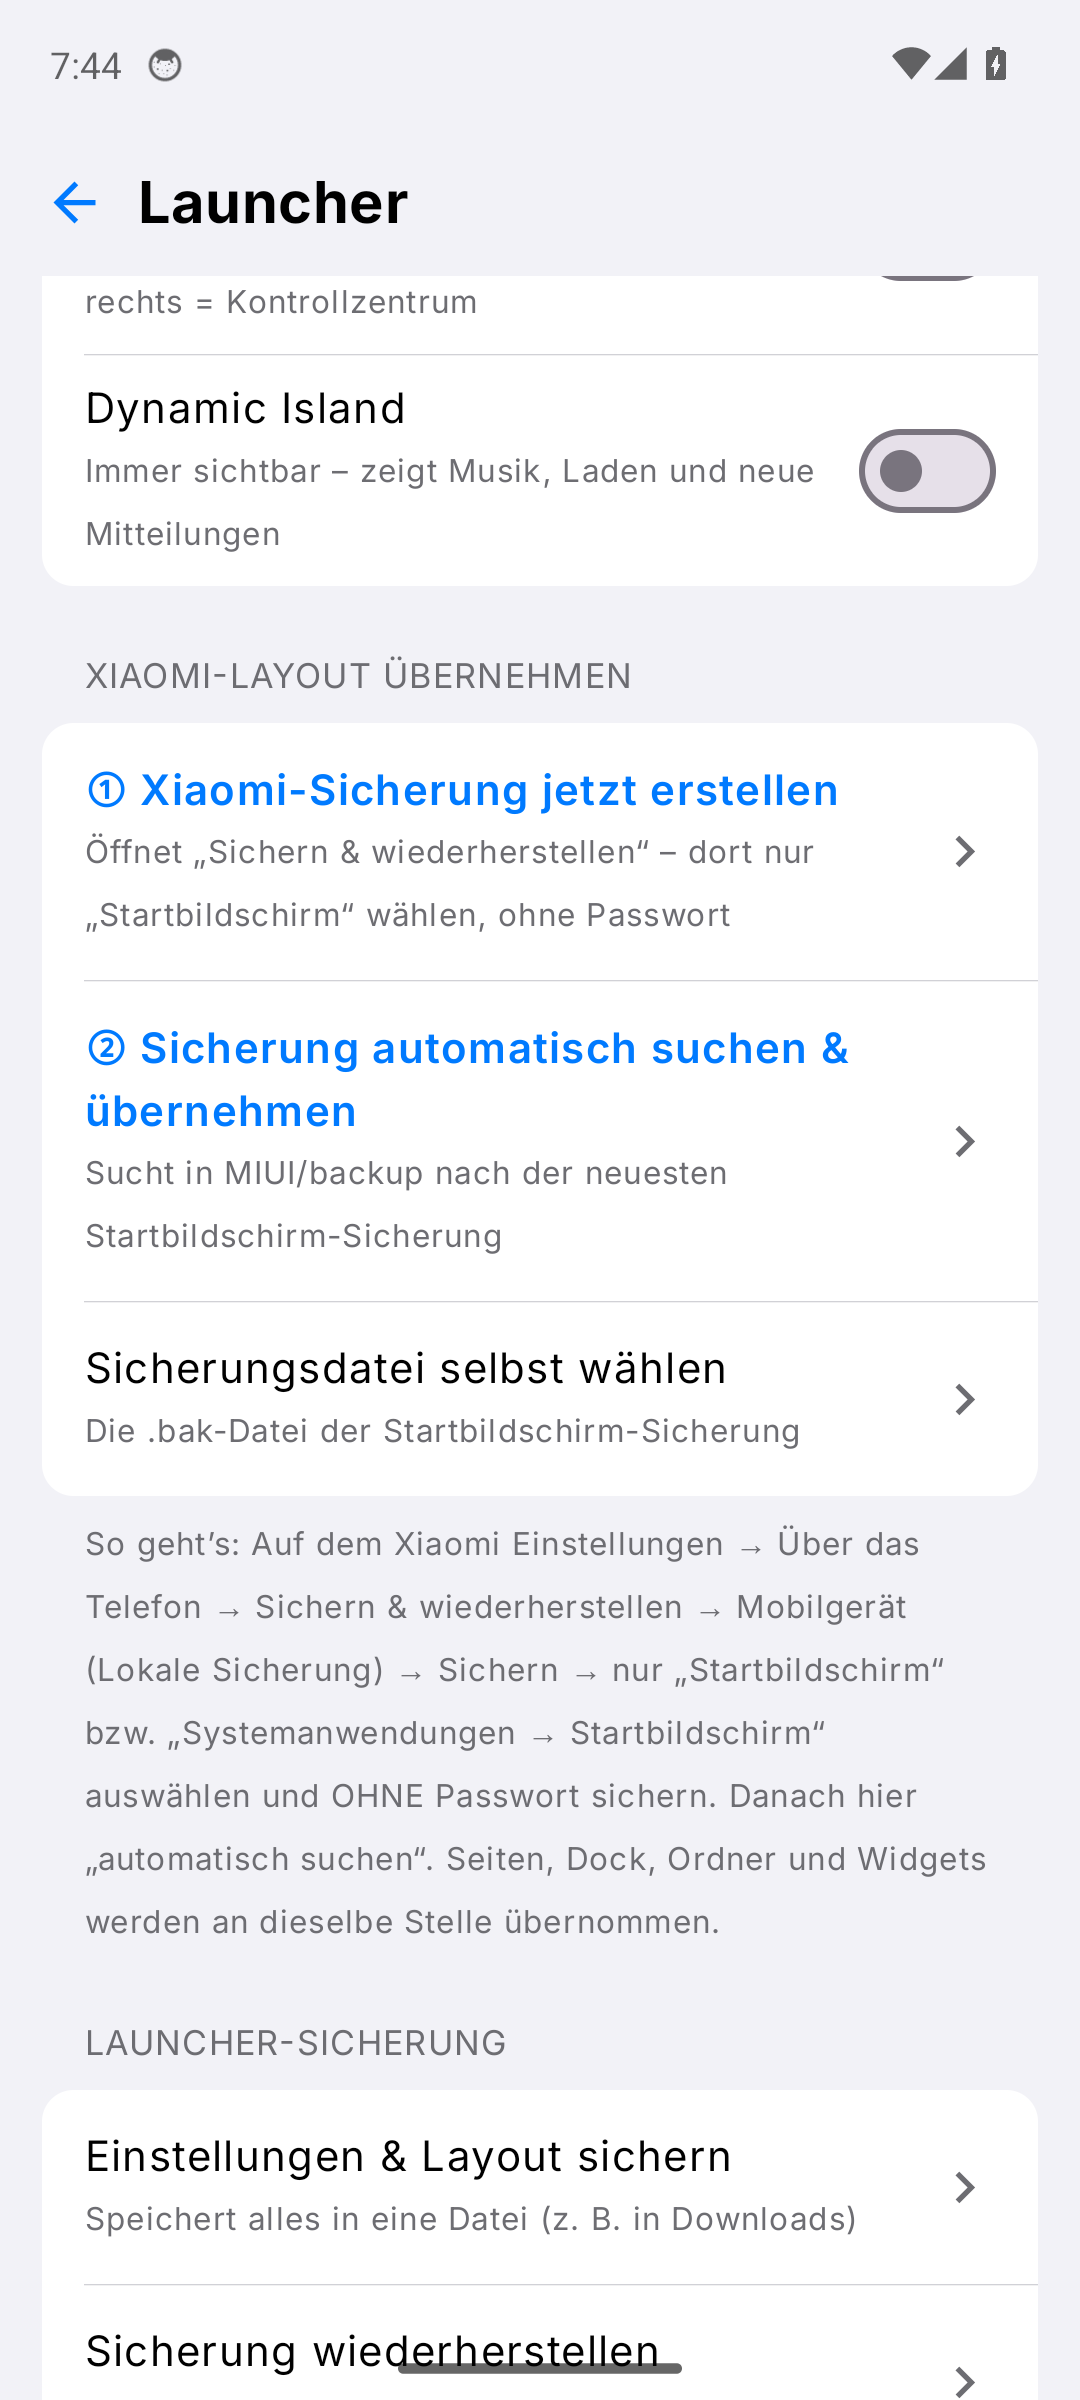 7:44
Launcher
rechts = Kontrollzentrum
Dynamic Island
Immer sichtbar – zeigt Musik, Laden und neue
Mitteilungen
XIAOMI-LAYOUT ÜBERNEHMEN
① Xiaomi-Sicherung jetzt erstellen
Öffnet „Sichern & wiederherstellen“ – dort nur
„Startbildschirm“ wählen, ohne Passwort
② Sicherung automatisch suchen &
übernehmen
Sucht in MIUI/backup nach der neuesten
Startbildschirm-Sicherung
Sicherungsdatei selbst wählen
Die .bak-Datei der Startbildschirm-Sicherung
So geht’s: Auf dem Xiaomi Einstellungen → Über das
Telefon → Sichern & wiederherstellen → Mobilgerät
(Lokale Sicherung) → Sichern → nur „Startbildschirm“
bzw. „Systemanwendungen → Startbildschirm“
auswählen und OHNE Passwort sichern. Danach hier
„automatisch suchen“. Seiten, Dock, Ordner und Widgets
werden an dieselbe Stelle übernommen.
LAUNCHER-SICHERUNG
Einstellungen & Layout sichern
Speichert alles in eine Datei (z. B. in Downloads)
Sicherung wiederherstellen